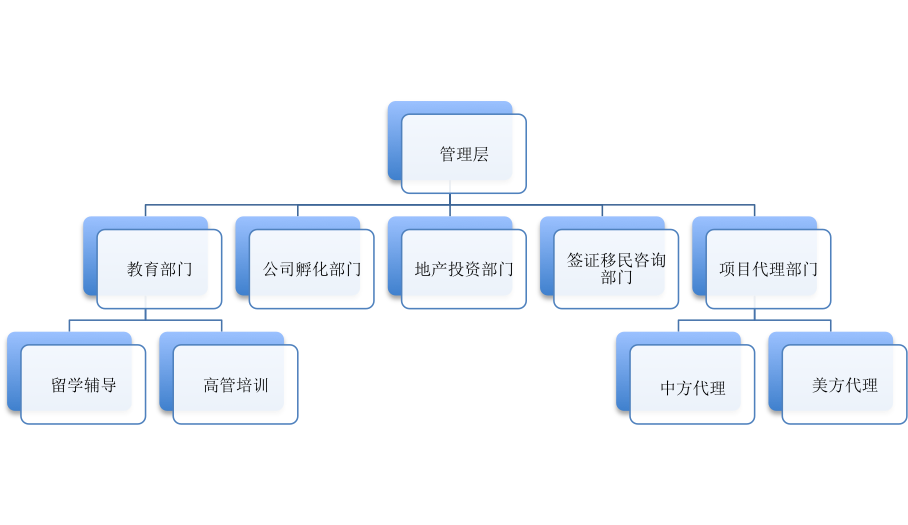 管理层
教育部门
公司孵化部门
地产投资部门
签证移民咨询
部门
项目代理部门
留学辅导
高管培训
中方代理
美方代理